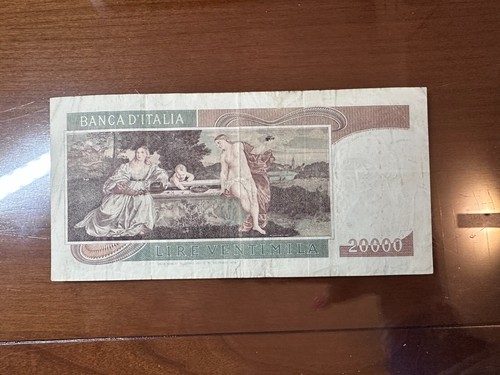 BANCA D'ITALIA
LIRE VENTIMILA
20000